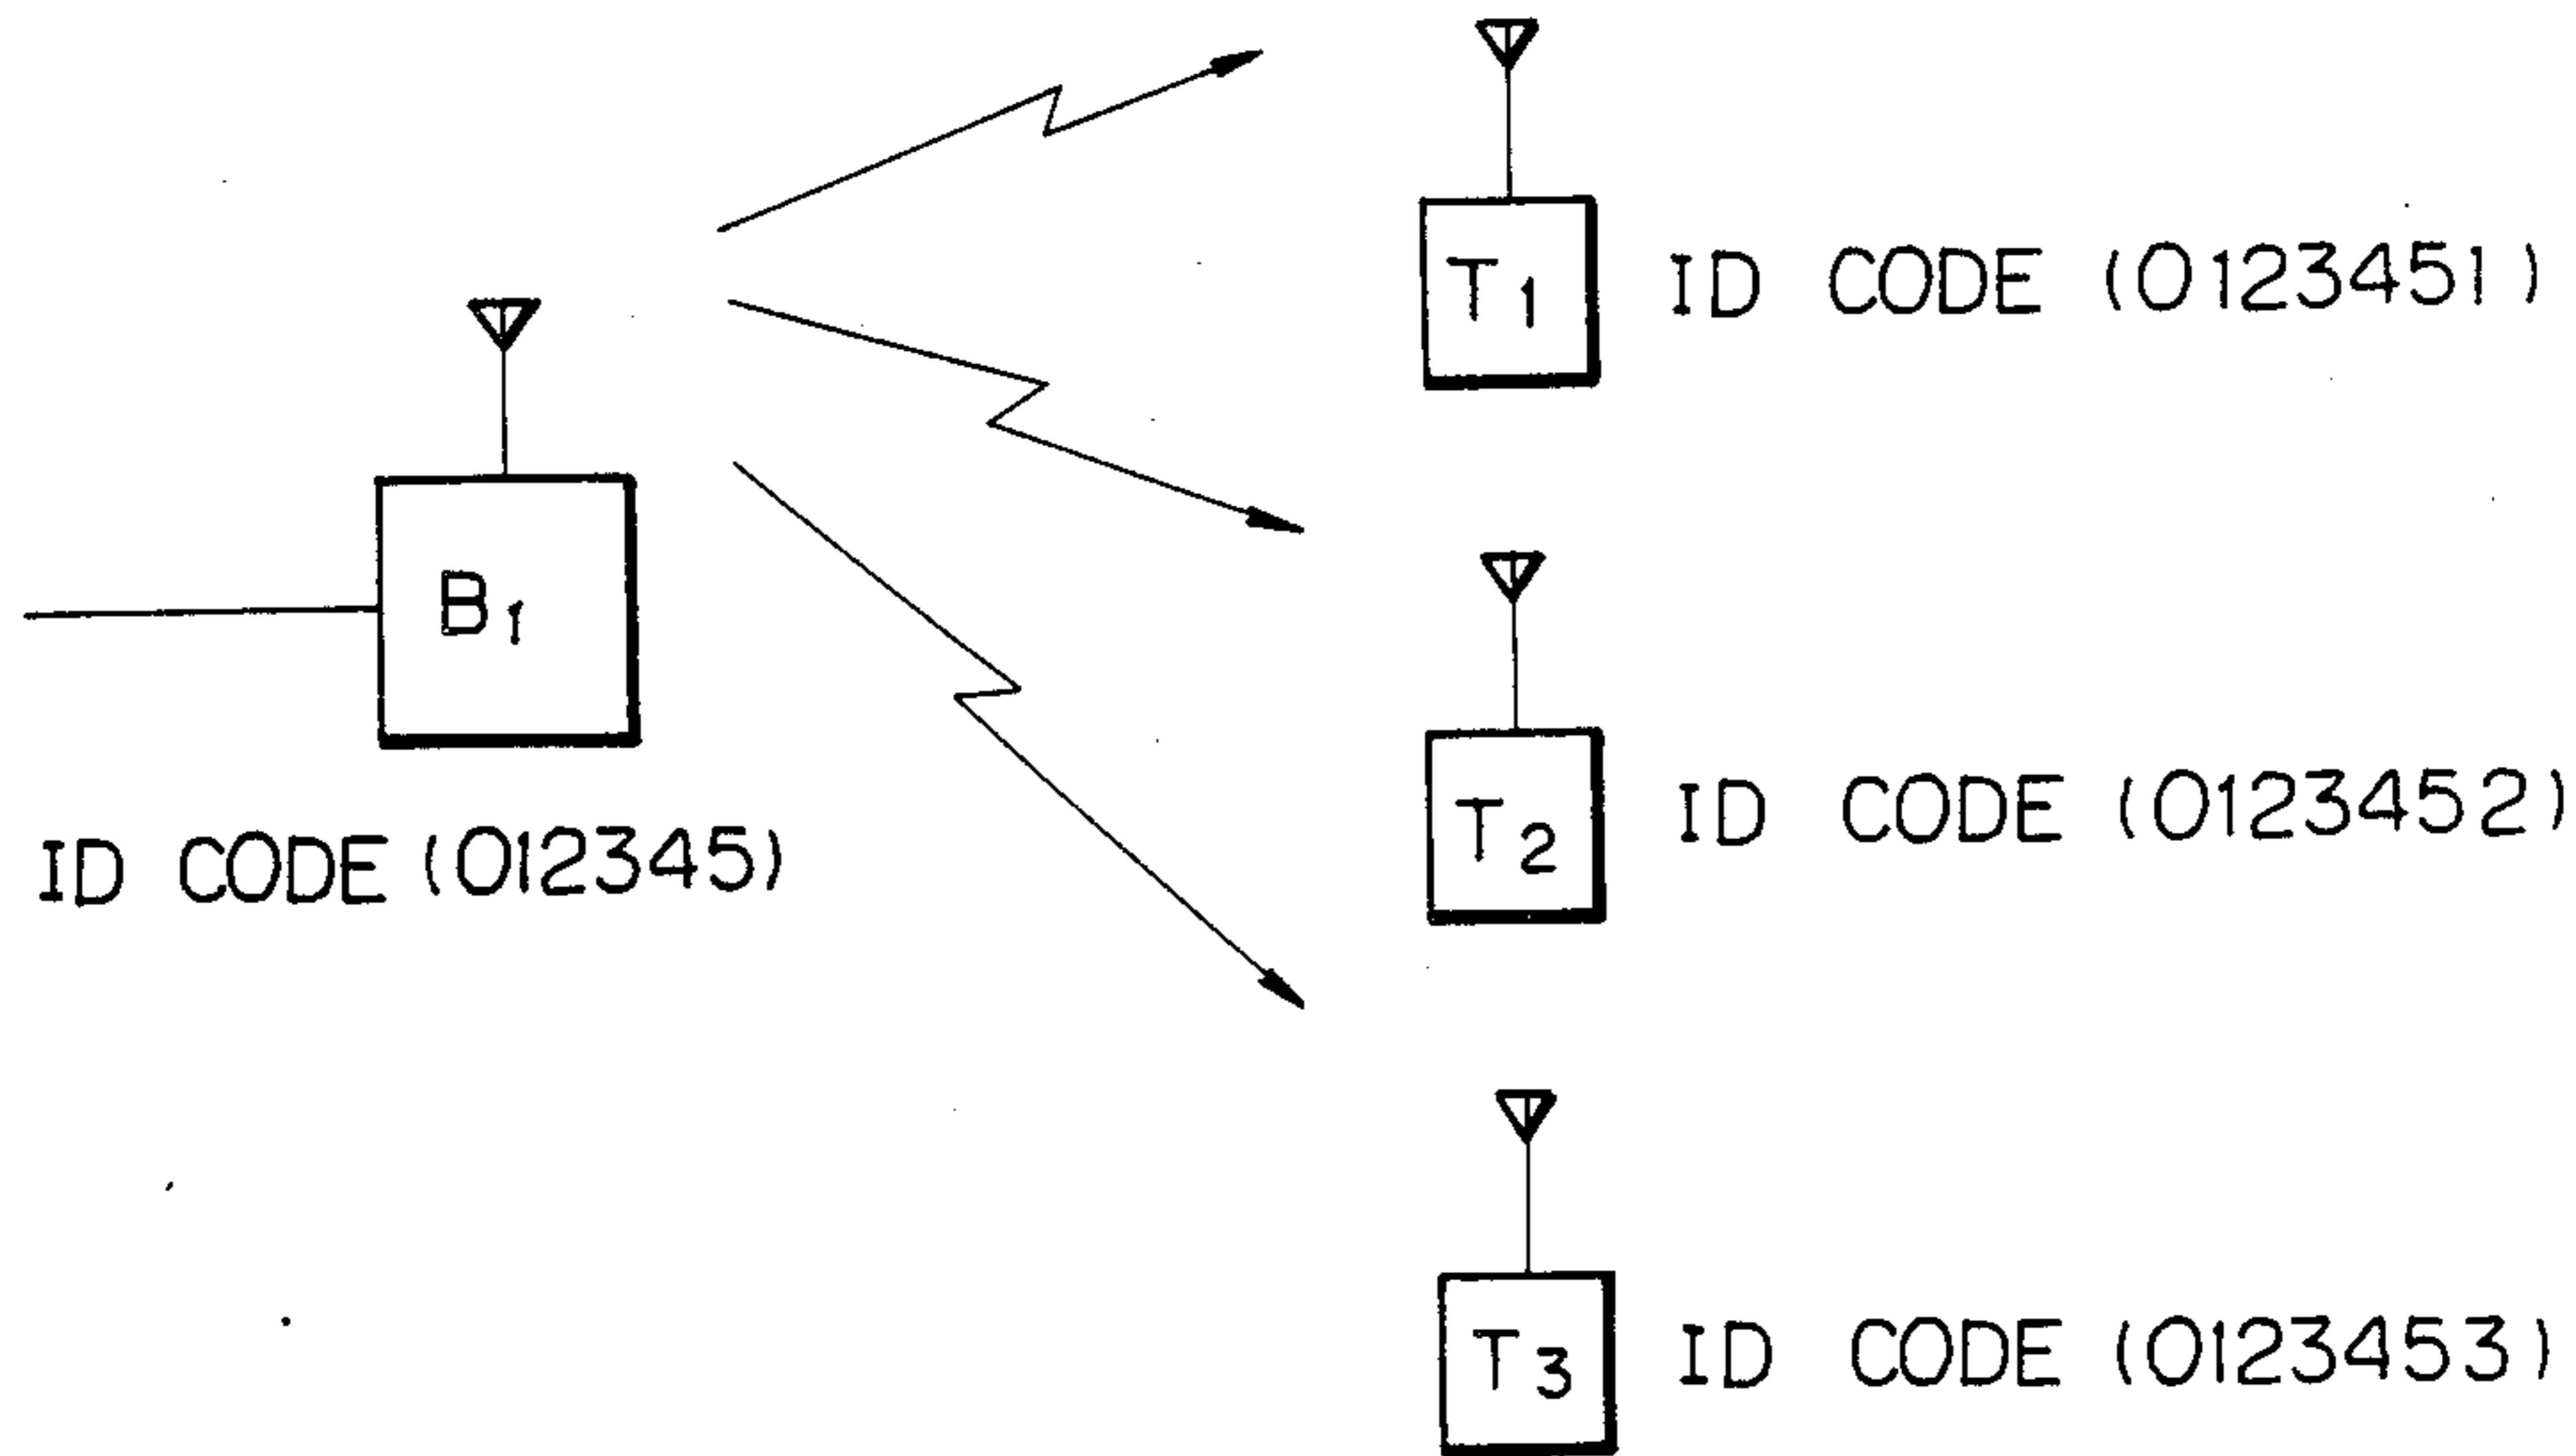 T1 ID CODE (0123451)
B1
T2 ID CODE (0123452)
ID CODE (012345)
T3 ID CODE (0123453)